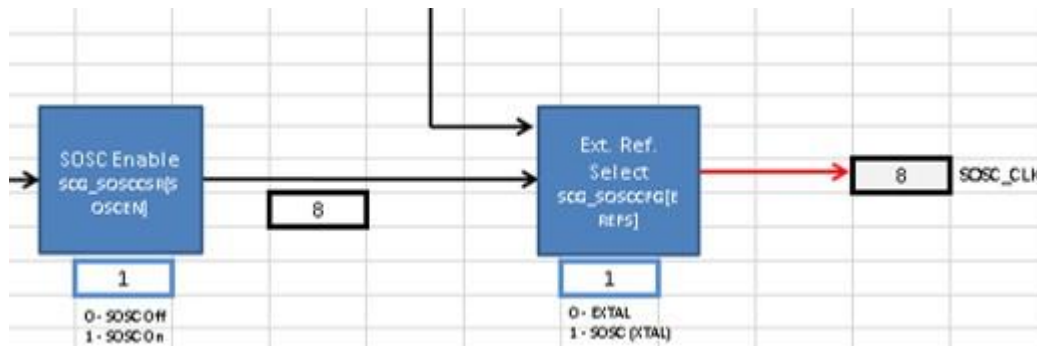 SOSC Enable
SCG_SOSCCSR[S
OSCEN]
8
1
0 - SOSC Off
1 - SOSC On
Ext. Ref.
Select
SCG_SOSCCFG[E
REFS]
1
0 - EXTAL
1 - SOSC (XTAL)
8
SOSC_CLK